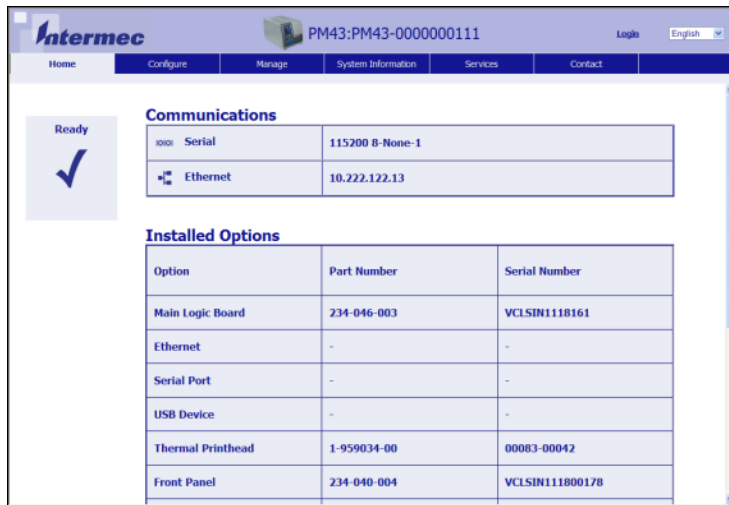 Intermec
PM43:PM43-0000000111
Login
English
Home Configure Manage System Information Services Contact
Ready
Communications
Serial 115200 8-None-1
Ethernet 10.222.122.13
Installed Options
Option Part Number Serial Number
Main Logic Board 234-046-003 VCLSIN1118161
Ethernet - -
Serial Port - -
USB Device - -
Thermal Printhead 1-959034-00 00083-00042
Front Panel 234-040-004 VCLSIN111800178